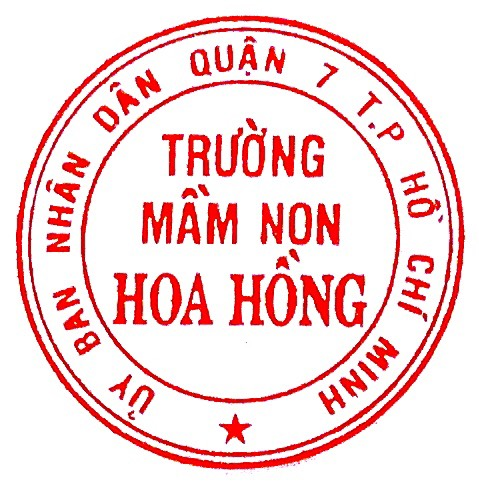 ỦY BAN NHÂN DÂN QUẬN 7 T.P HỒ CHÍ MINH
TRƯỜNG
MẦM NON
HOA HỒNG